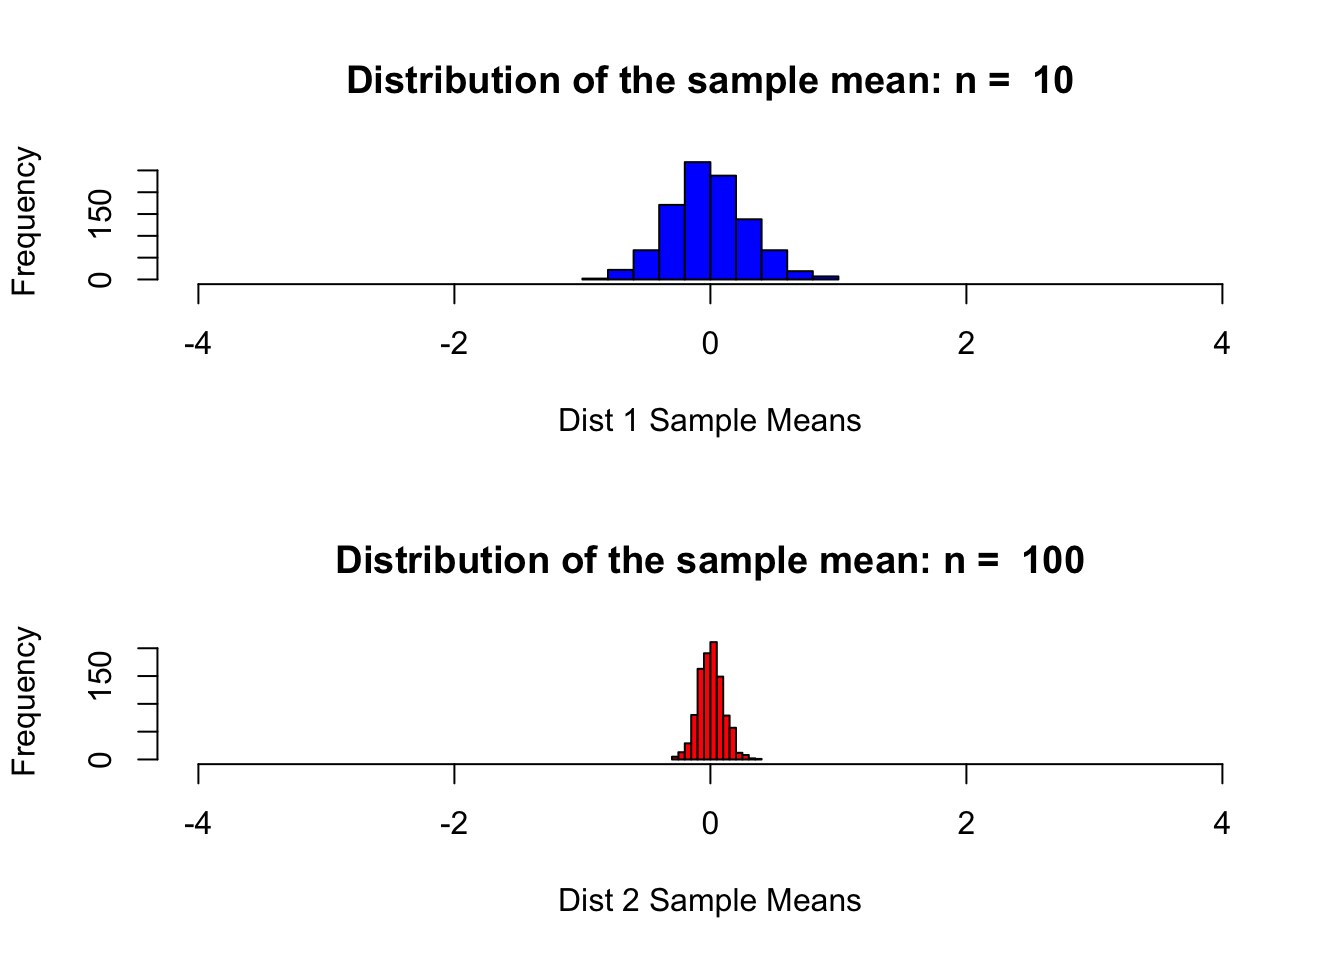 Distribution of the sample mean: n =  10
Frequency
150
0
-4 -2 0 2 4
Dist 1 Sample Means
Distribution of the sample mean: n =  100
Frequency
150
0
-4 -2 0 2 4
Dist 2 Sample Means